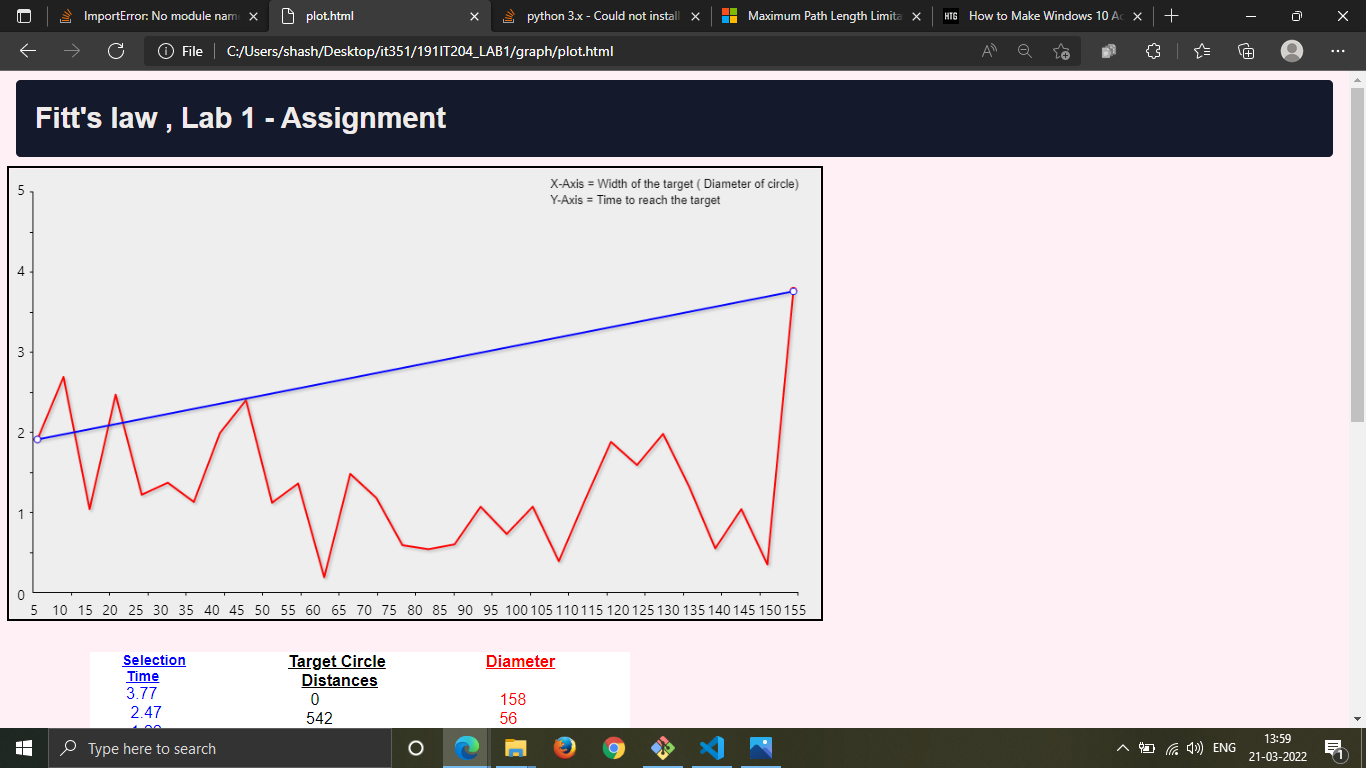 ImportError: No module nam
plot.html
python 3.x - Could not install
Maximum Path Length Limita
HTG
How to Make Windows 10 Ac
File
C:/Users/shash/Desktop/it351/191IT204_LAB1/graph/plot.html
Fitt's law , Lab 1 - Assignment
X-Axis = Width of the target ( Diameter of circle)
Y-Axis = Time to reach the target
5
4
3
2
1
0
5 10 15 20 25 30 35 40 45 50 55 60 65 70 75 80 85 90 95 100 105 110 115 120 125 130 135 140 145 150 155
Selection Target Circle Diameter
Time Distances
3.77 0 158
2.47 542 56
Type here to search
ENG
13:59
21-03-2022
1